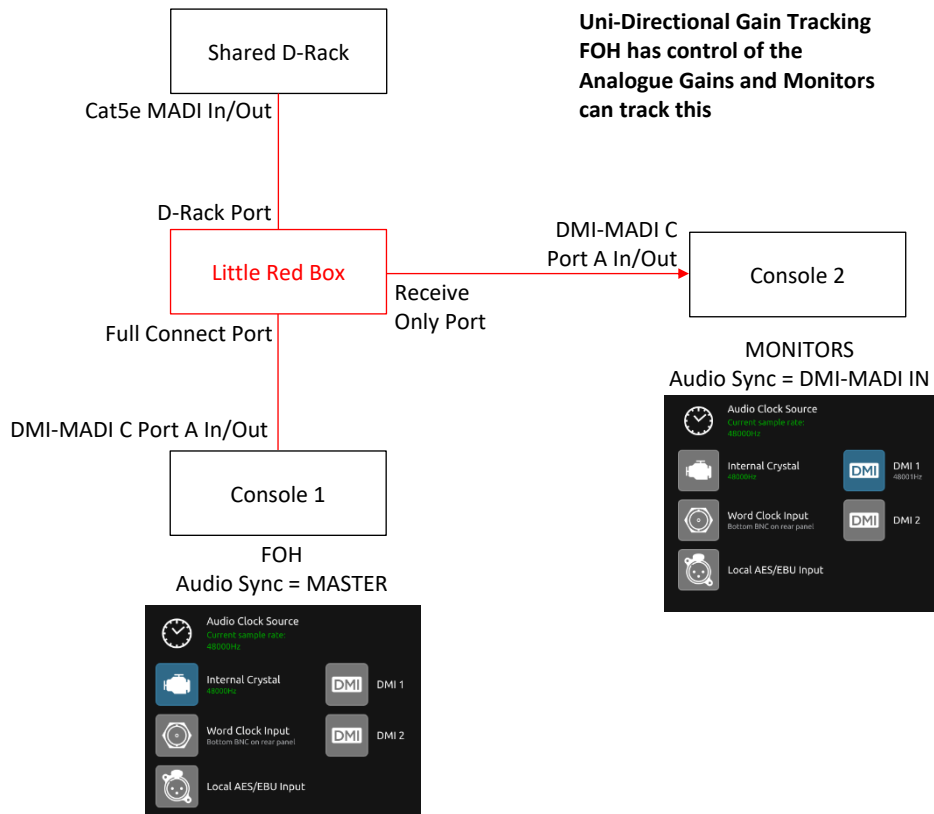 Uni-Directional Gain Tracking
FOH has control of the
Analogue Gains and Monitors
can track this
Shared D-Rack
Cat5e MADI In/Out
D-Rack Port
Little Red Box
DMI-MADI C
Port A In/Out
Console 2
Receive
Only Port
Full Connect Port
MONITORS
Audio Sync = DMI-MADI IN
Audio Clock Source
Current sample rate:
48000Hz
Internal Crystal
48000Hz
DMI
DMI 1
48001Hz
Word Clock Input
Bottom BNC on rear panel
DMI
DMI 2
Local AES/EBU Input
DMI-MADI C Port A In/Out
Console 1
FOH
Audio Sync = MASTER
Audio Clock Source
Current sample rate:
48000Hz
Internal Crystal
48000Hz
DMI
DMI 1
Word Clock Input
Bottom BNC on rear panel
DMI
DMI 2
Local AES/EBU Input